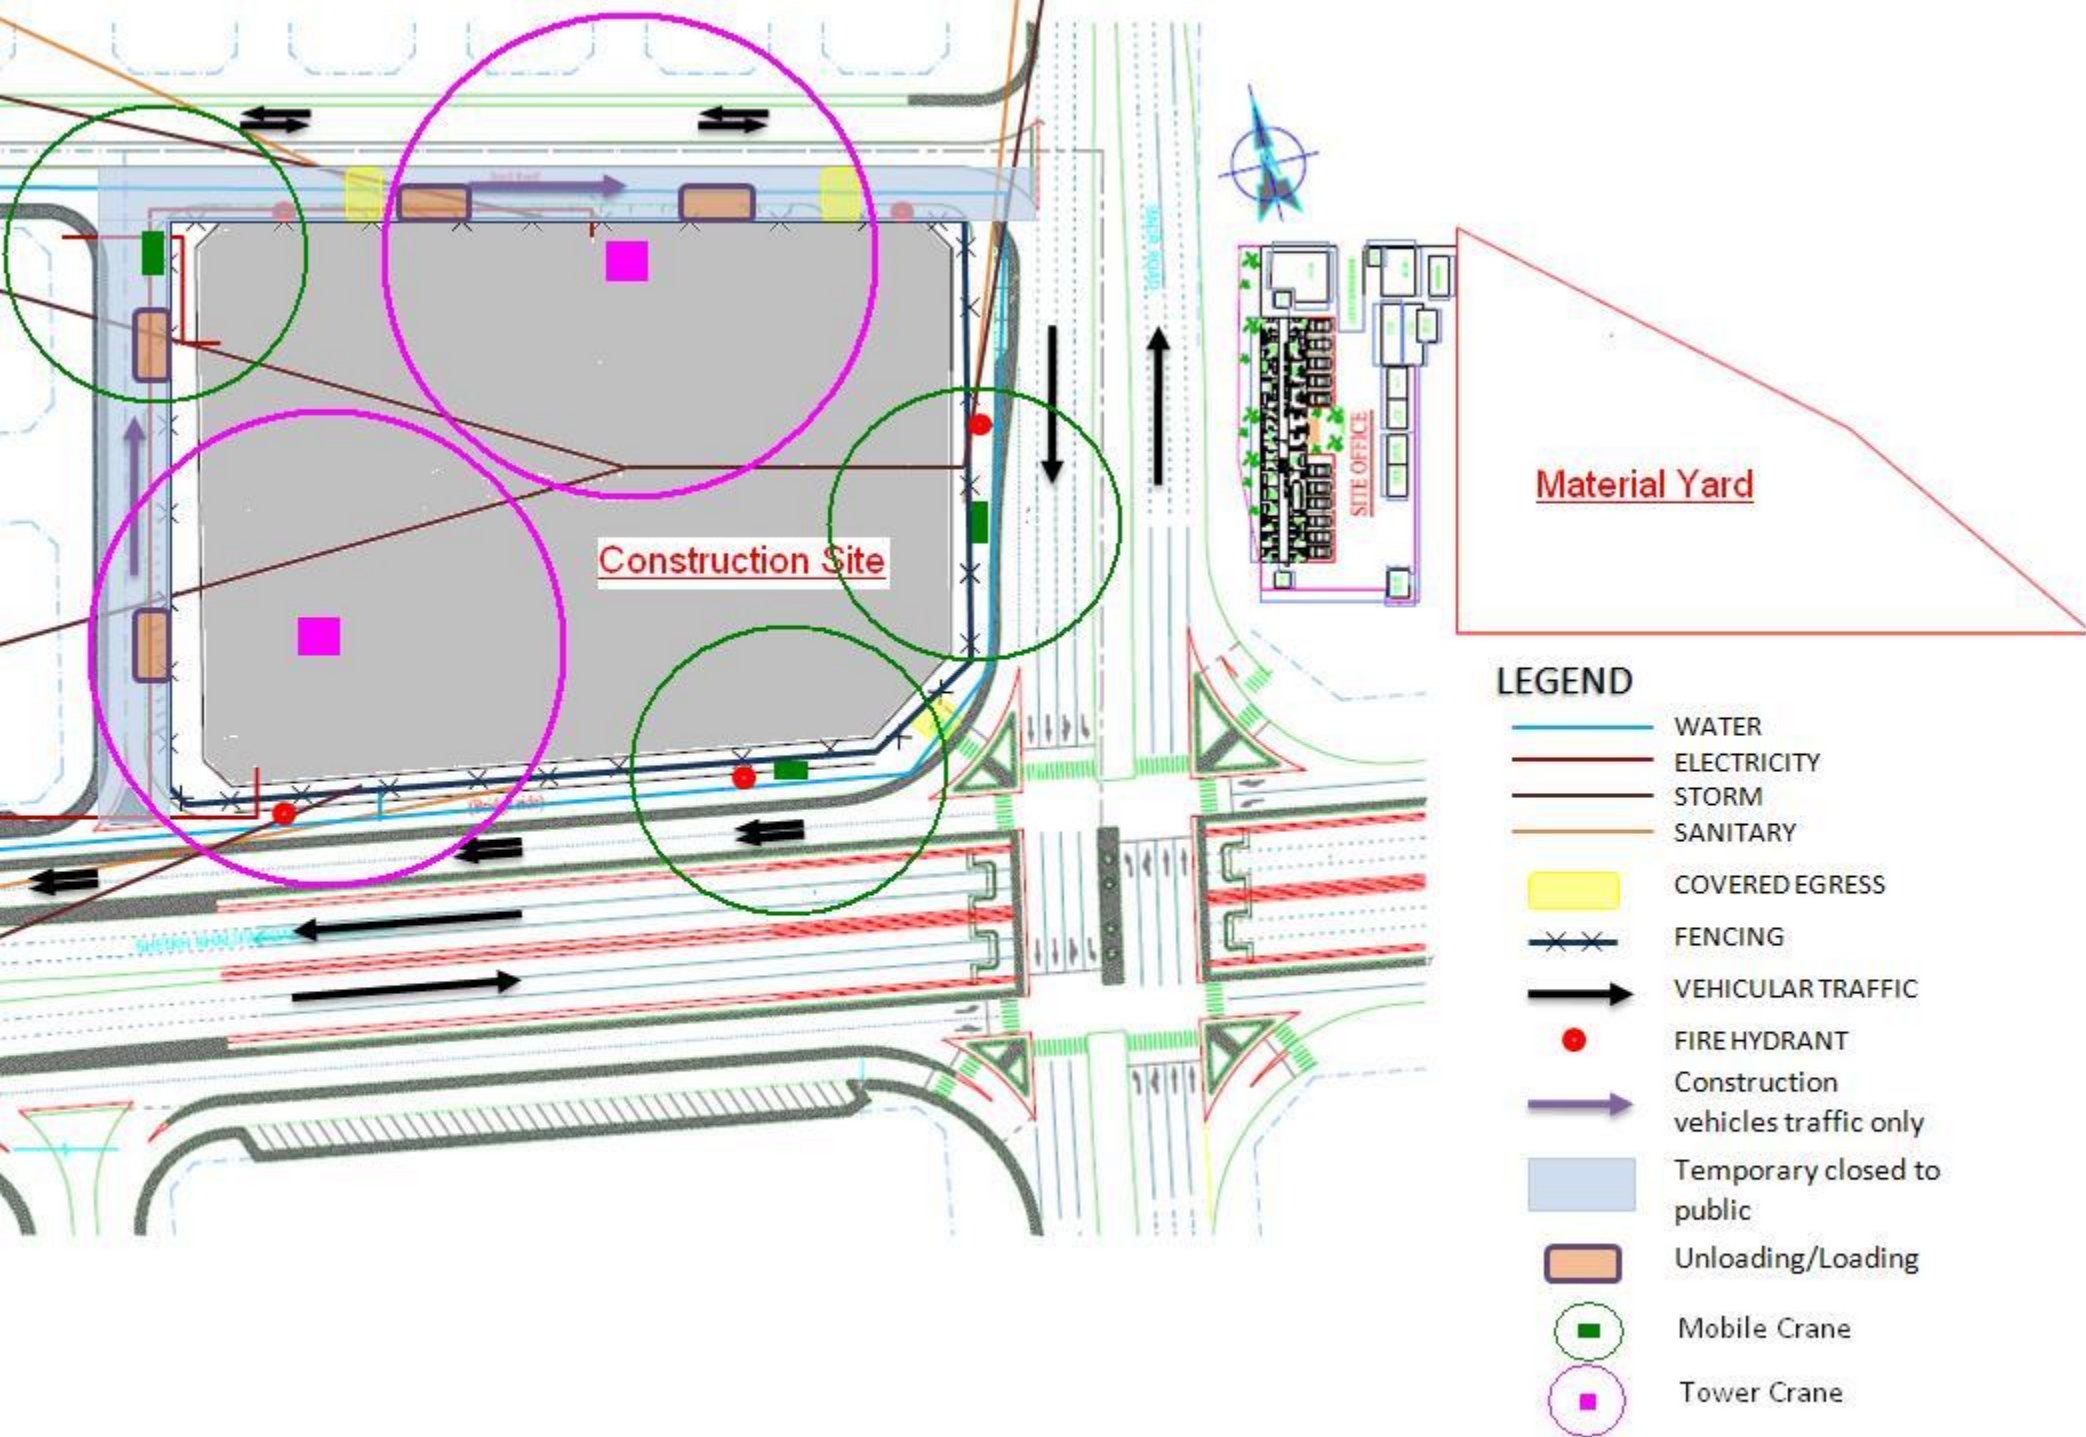 Construction Site
SITE OFFICE
Material Yard
LEGEND
WATER
ELECTRICITY
STORM
SANITARY
COVERED EGRESS
FENCING
VEHICULAR TRAFFIC
FIRE HYDRANT
Construction
vehicles traffic only
Temporary closed to
public
Unloading/Loading
Mobile Crane
Tower Crane